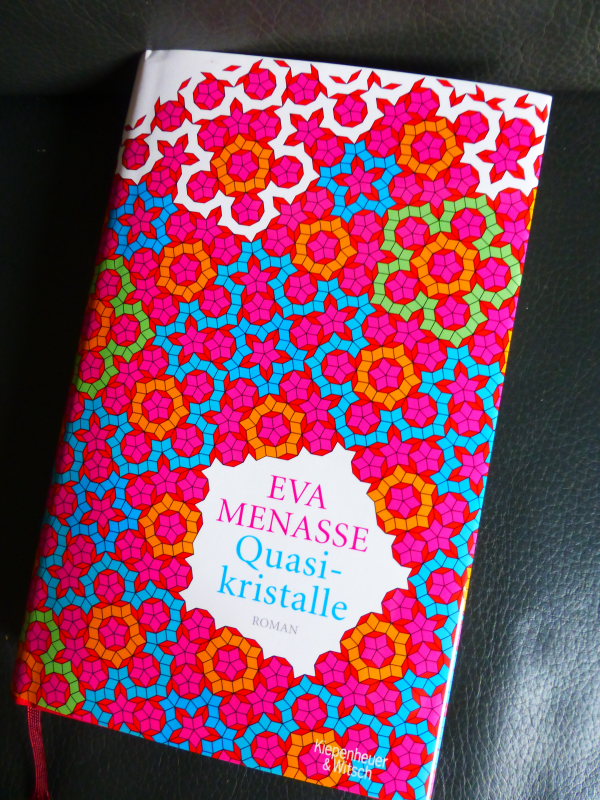 EVA
MENASSE
Quasi-
kristalle
ROMAN
Kiepenheuer
& Witsch